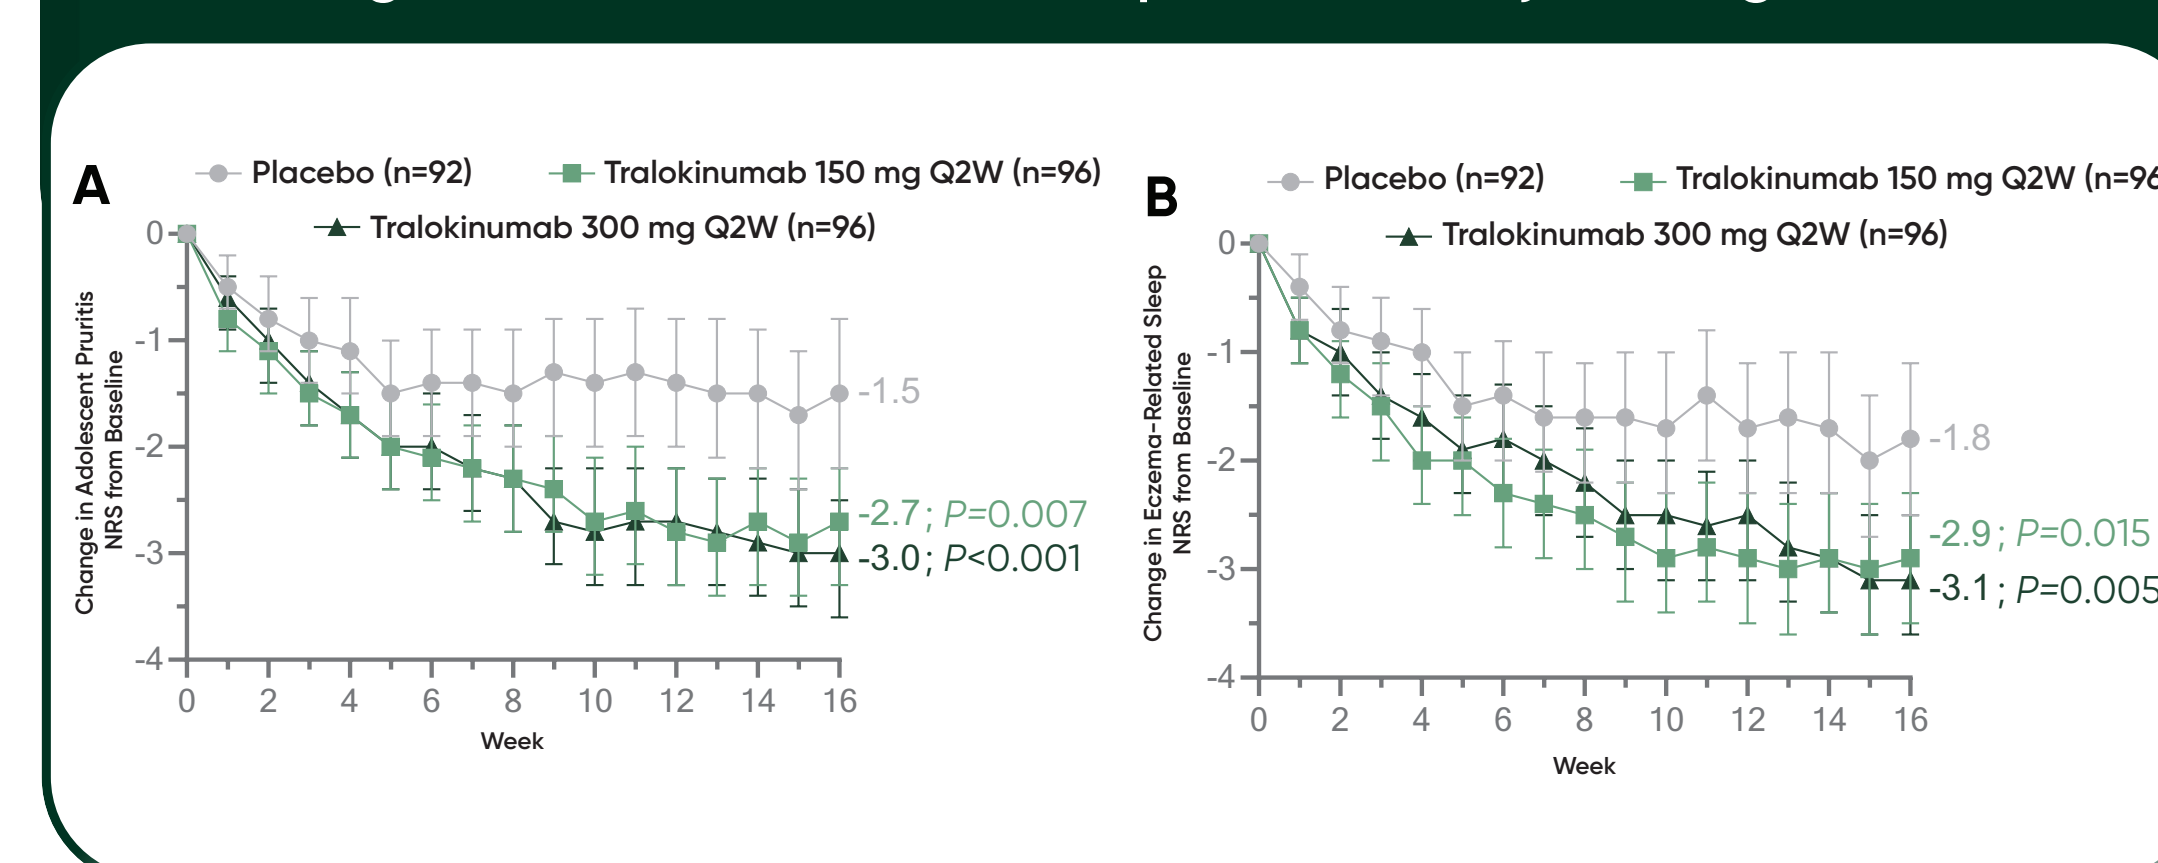 A
Placebo (n=92)
Tralokinumab 150 mg Q2W (n=96)
Tralokinumab 300 mg Q2W (n=96)
Change in Adolescent Pruritis
NRS from Baseline
0
-1
-2
-3
-4
-1.5
-2.7; P=0.007
-3.0; P<0.001
0 2 4 6 8 10 12 14 16
Week
B
Placebo (n=92)
Tralokinumab 150 mg Q2W (n=96
Tralokinumab 300 mg Q2W (n=96)
Change in Eczema-Related Sleep
NRS from Baseline
0
-1
-2
-3
-4
-1.8
-2.9; P=0.015
-3.1; P=0.005
0 2 4 6 8 10 12 14 16
Week